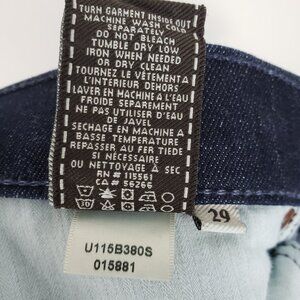 TURN GARMENT INSIDE OUT
MACHINE WASH COLD
SEPARATELY
DO NOT BLEACH
TUMBLE DRY LOW
IRON WHEN NEEDED
OR DRY CLEAN
TOURNEZ LE VÊTEMENT A
L'INTERIEUR DEHORS
LAVER EN MACHINE A L'EAU
FROIDE SEPAREMENT
NE PAS UTILISER D'EAU
DE JAVEL
SECHAGE EN MACHINE A
BASSE TEMPERATURE
REPASSER AU FER TIEDE
SI NECESSAIRE
OU NETTOYER A SEC
RN # 115561
CA # 56266
29
U115B380S
015881